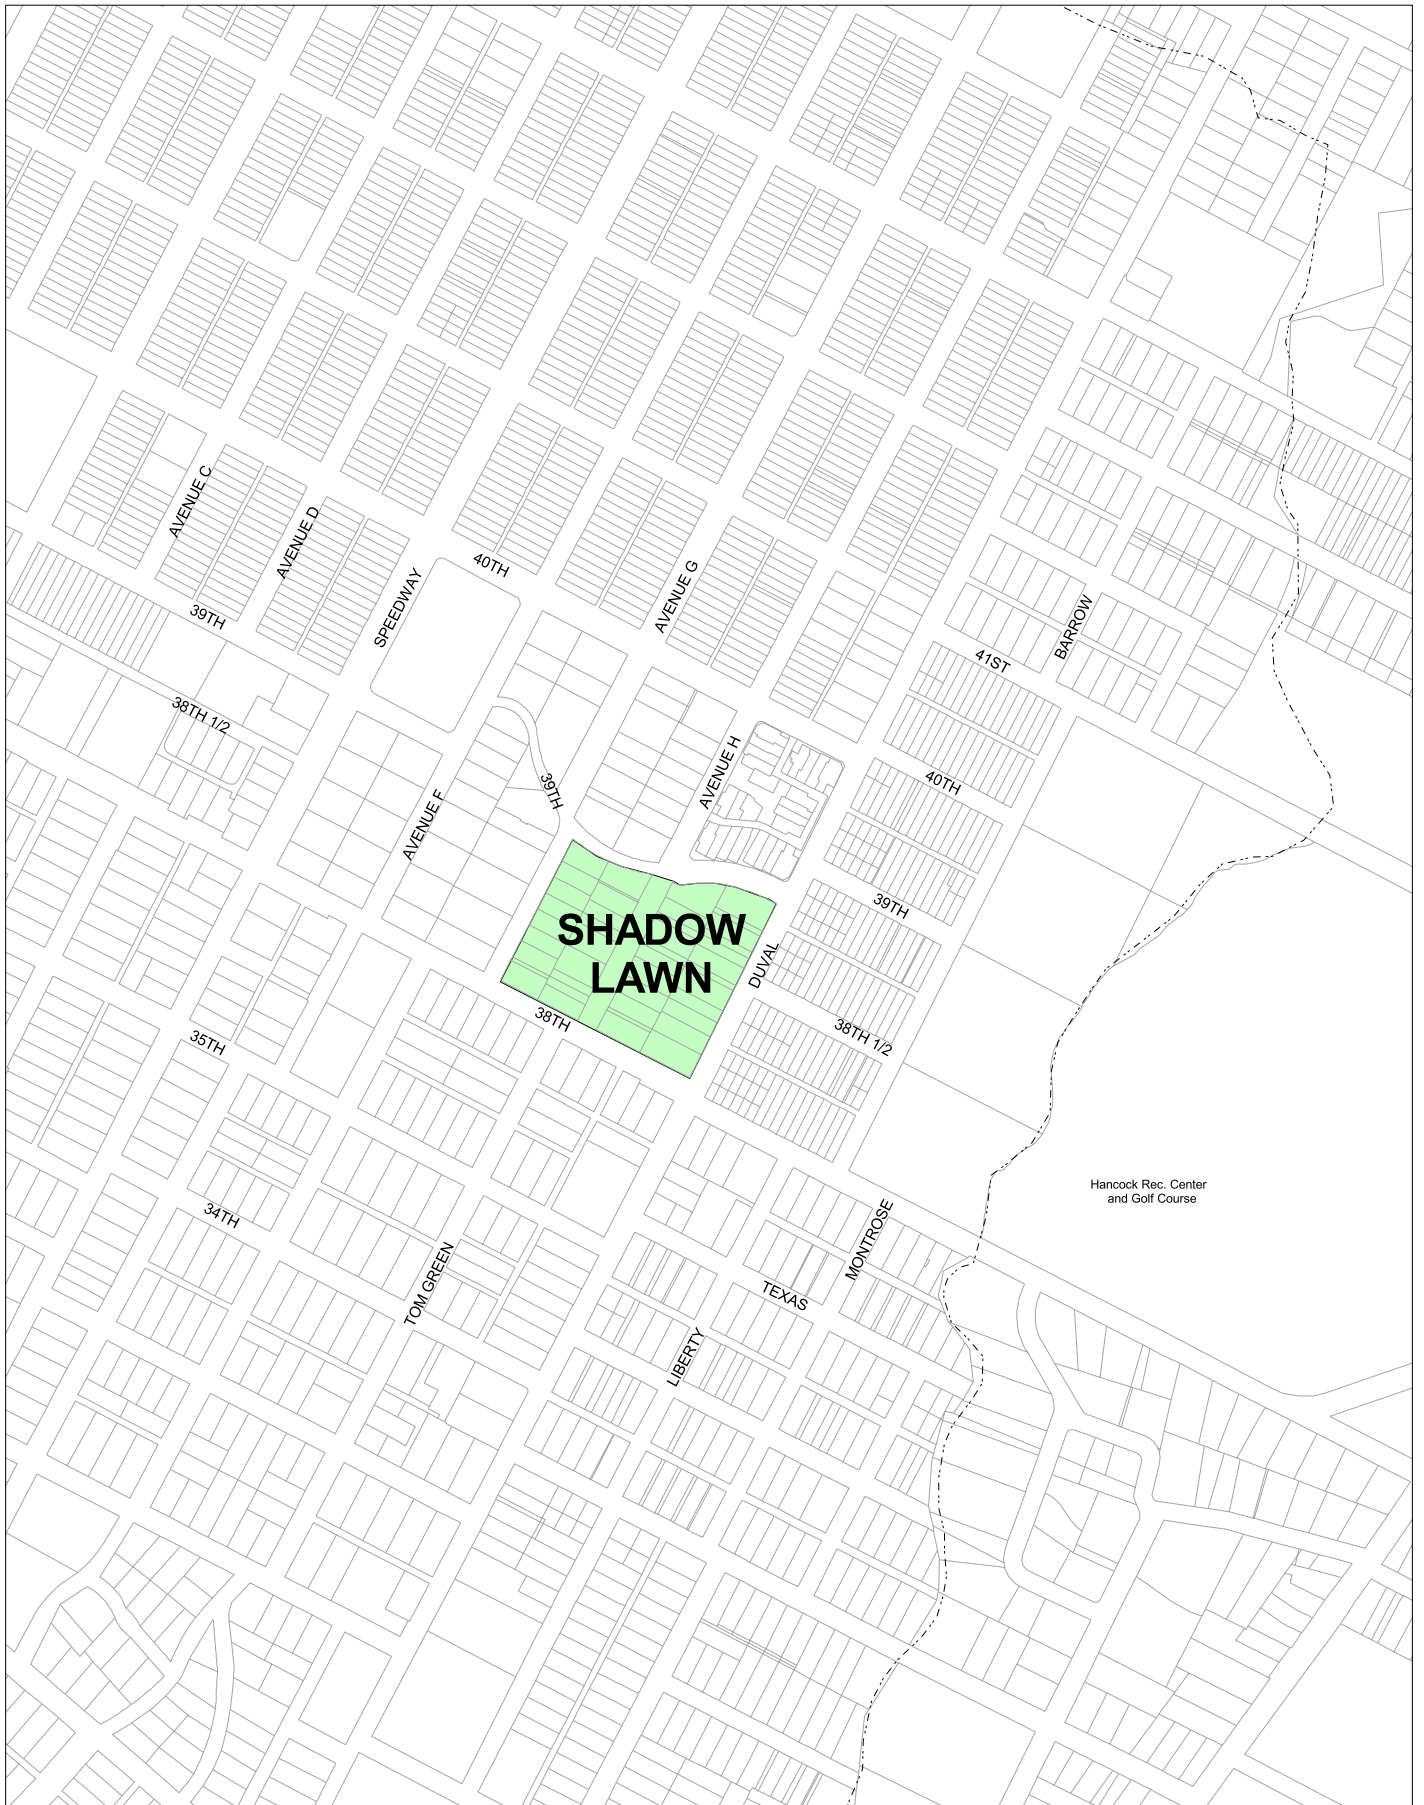 AVENUE C
AVENUE D
40TH
SPEEDWAY
AVENUE G
39TH
BARROW
41ST
38TH 1/2
AVENUE H
39TH
40TH
AVENUE F
39TH
SHADOW
LAWN
DUVAL
38TH
38TH 1/2
35TH
Hancock Rec. Center
and Golf Course
34TH
MONTROSE
TOM GREEN
TEXAS
LIBERTY